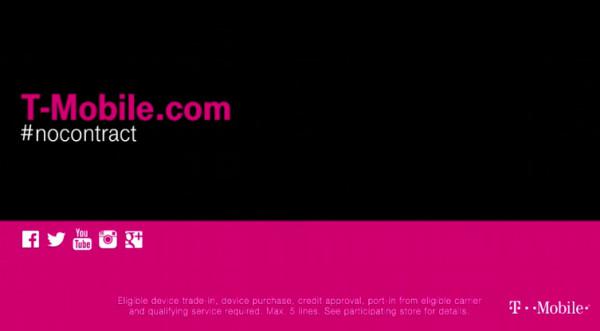 T-Mobile.com
#nocontract
You
Tube
g+
Eligible device trade-in, device purchase, credit approval, port-in from eligible carrier
and qualifying service required. Max. 5 lines. See participating store for details.
T··Mobile·